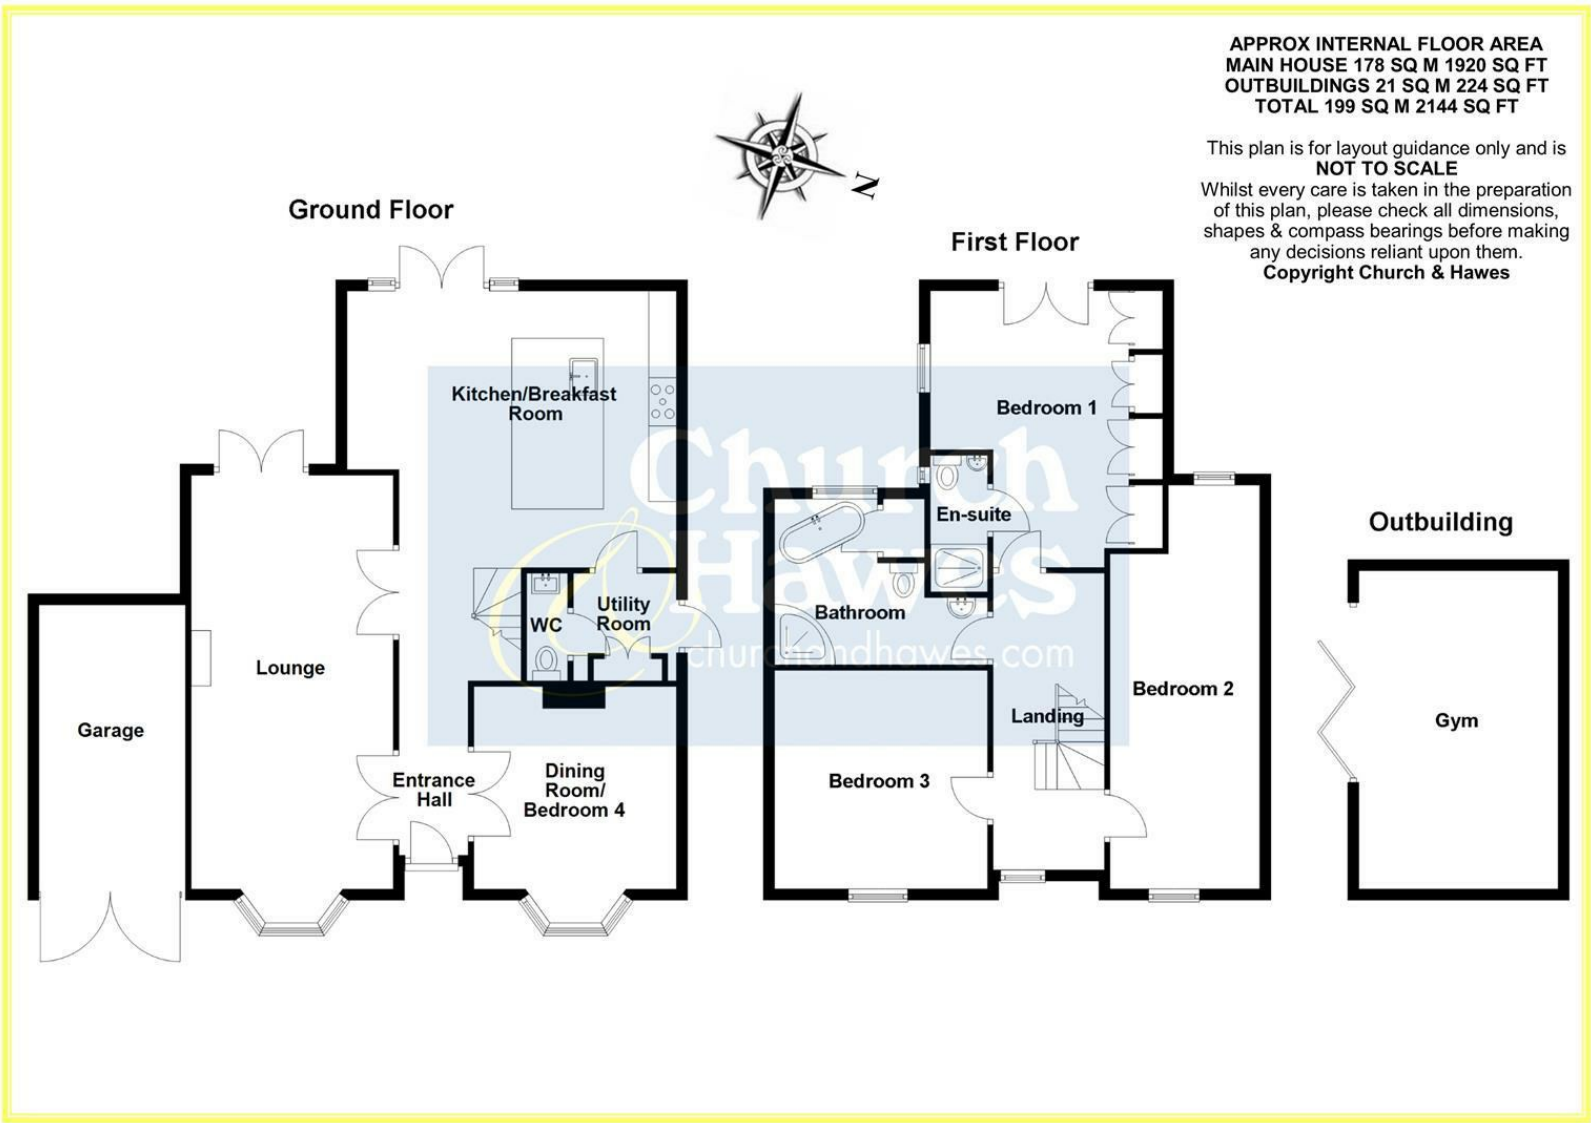 APPROX INTERNAL FLOOR AREA
MAIN HOUSE 178 SQ M 1920 SQ FT
OUTBUILDINGS 21 SQ M 224 SQ FT
TOTAL 199 SQ M 2144 SQ FT
This plan is for layout guidance only and is
NOT TO SCALE
Whilst every care is taken in the preparation
of this plan, please check all dimensions,
shapes & compass bearings before making
any decisions reliant upon them.
Copyright Church & Hawes
N
Ground Floor
Kitchen/Breakfast
Room
Utility
Room
WC
Lounge
Garage
Entrance
Hall
Dining
Room/
Bedroom 4
First Floor
Bedroom 1
En-suite
Bathroom
Bedroom 2
Landing
Bedroom 3
Outbuilding
Gym
Church
& Hawes
churchandhawes.com